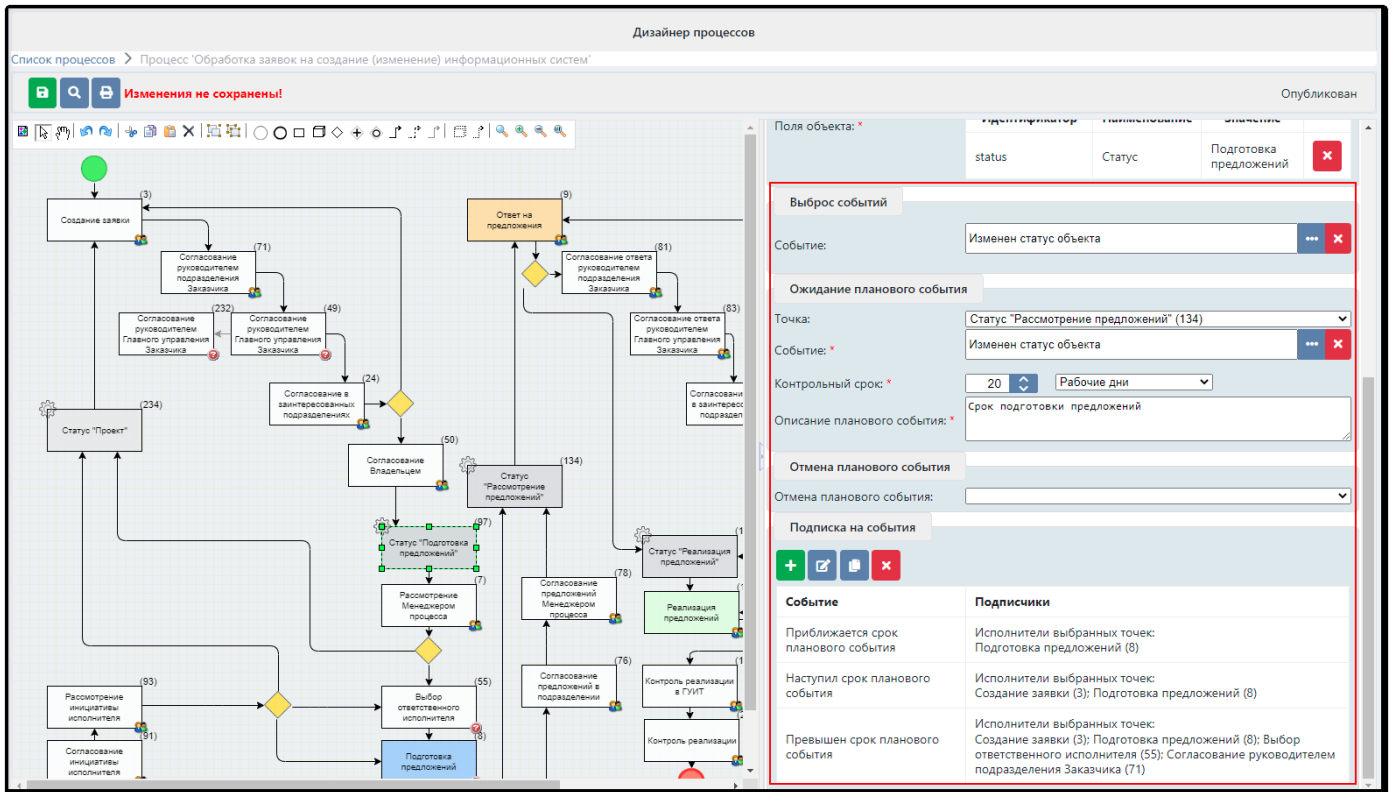 Дизайнер процессов
Список процессов > Процесс 'Обработка заявок на создание (изменение) информационных систем'
Изменения не сохранены!
Опубликован
(3)
Создание заявки
(71)
Согласование
руководителем
подразделения
Заказчика
(232)
Согласование
руководителем
Главного управления
Заказчика
(49)
Согласование
руководителем
Главного управления
Заказчика
(24)
Согласование в
заинтересованных
подразделениях
(234)
Статус "Проект"
(50)
Согласование
Владельцем
(97)
Статус "Подготовка
предложений"
(7)
Рассмотрение
Менеджером
процесса
(93)
Рассмотрение
инициативы
исполнителя
(91)
Согласование
инициативы
исполнителя
(55)
Выбор
ответственного
исполнителя
(8)
Подготовка
предложений
(9)
Ответ на
предложения
(81)
Согласование ответа
руководителем
подразделения
Заказчика
(83)
Согласование ответа
руководителем
Главного управления
Заказчика
(134)
Статус
"Рассмотрение
предложений"
Статус "Реализация
предложений"
(78)
Согласование
предложений
Менеджером
процесса
Реализация
предложений
(76)
Согласование
предложений в
подразделении
Контроль реализации
в ГУИТ
Контроль реализации
Поля объекта: *
Идентификатор Наименование Значение
status Статус Подготовка
предложений
Выброс событий
Событие: Изменен статус объекта
Ожидание планового события
Точка: Статус "Рассмотрение предложений" (134)
Событие: * Изменен статус объекта
Контрольный срок: * 20 Рабочие дни
Описание планового события: * Срок подготовки предложений
Отмена планового события
Отмена планового события:
Подписка на события
Событие Подписчики
Приближается срок
планового события
Исполнители выбранных точек:
Подготовка предложений (8)
Наступил срок планового
события
Исполнители выбранных точек:
Создание заявки (3); Подготовка предложений (8)
Превышен срок планового
события
Исполнители выбранных точек:
Создание заявки (3); Подготовка предложений (8); Выбор
ответственного исполнителя (55); Согласование руководителем
подразделения Заказчика (71)